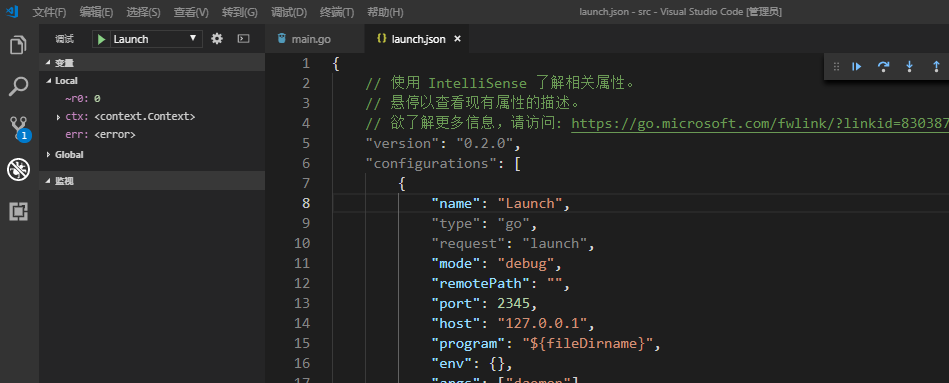 文件(F) 编辑(E) 选择(S) 查看(V) 转到(G) 调试(D) 终端(T) 帮助(H) launch.json - src - Visual Studio Code [管理员]
调试 Launch
main.go launch.json
变量
Local
~r0: 0
ctx: <context.Context>
err: <error>
Global
监视
1
1 {
2 // 使用 IntelliSense 了解相关属性。
3 // 悬停以查看现有属性的描述。
4 // 欲了解更多信息，请访问: https://go.microsoft.com/fwlink/?linkid=830387
5 "version": "0.2.0",
6 "configurations": [
7 {
8 "name": "Launch",
9 "type": "go",
10 "request": "launch",
11 "mode": "debug",
12 "remotePath": "",
13 "port": 2345,
14 "host": "127.0.0.1",
15 "program": "${fileDirname}",
16 "env": {},
17 "args": ["daemon"]